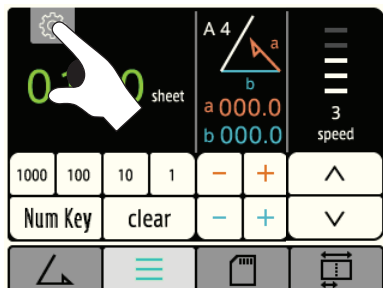 A 4
a
b
sheet
a 000.0
b 000.0
3
speed
1000 100 10 1 - +
Num Key clear - +